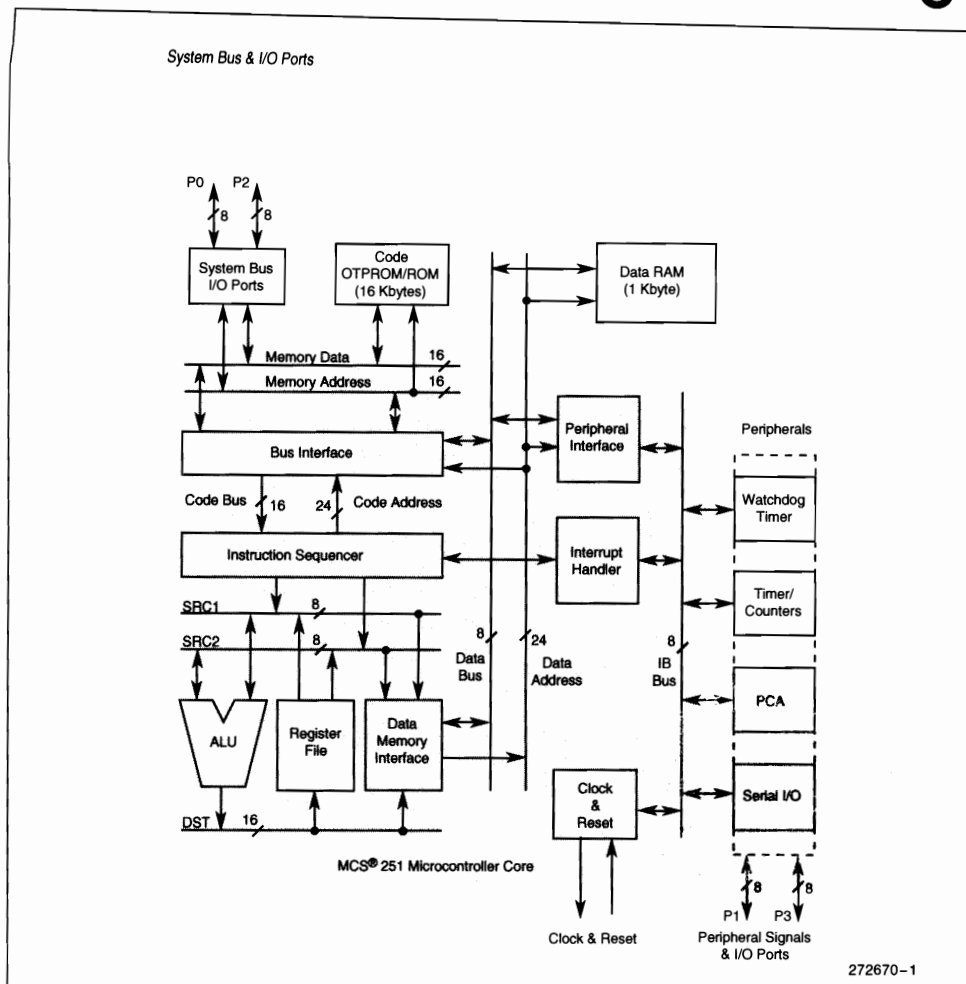 System Bus & I/O Ports
P0 P2
8 8
System Bus
I/O Ports
Code
OTPROM/ROM
(16 Kbytes)
Data RAM
(1 Kbyte)
Memory Data 16
Memory Address 16
Bus Interface
Peripheral
Interface
Peripherals
Code Bus 16 24 Code Address
Watchdog
Timer
Instruction Sequencer
Interrupt
Handler
Timer/
Counters
SRC1 8
SRC2 8
8
Data
Bus
24
Data
Address
8
IB
Bus
PCA
ALU
Register
File
Data
Memory
Interface
Clock
&
Reset
Serial I/O
DST 16
MCS® 251 Microcontroller Core
8 8
P1 P3
Clock & Reset
Peripheral Signals
& I/O Ports
272670-1